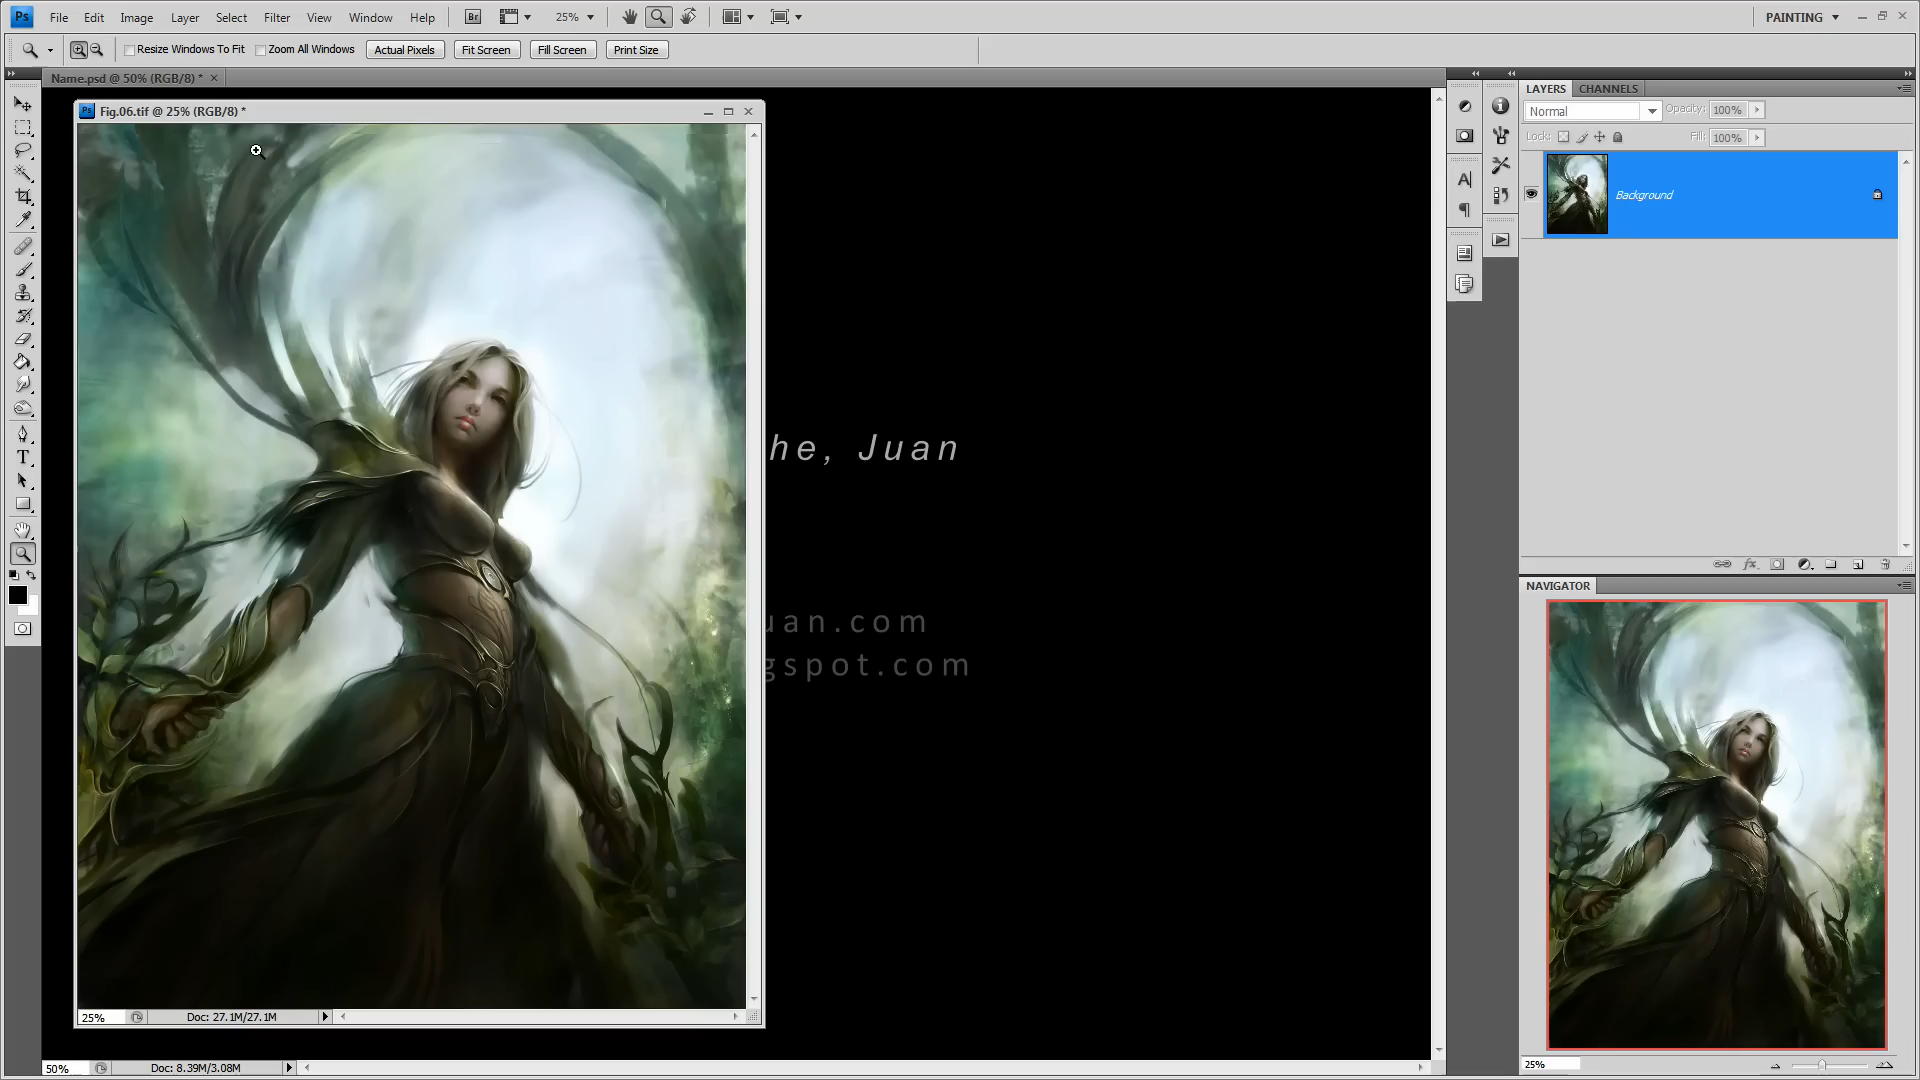 Ps File Edit Image Layer Select Filter Analysis View Window Help Br 25% PAINTING
Resize Windows To Fit Zoom All Windows Actual Pixels Fit Screen Fill Screen Print Size
Name.psd @ 50% (RGB/8) *
Ps Fig.06.tif @ 25% (RGB/8) *
LAYERS CHANNELS
Normal Opacity: 100%
Lock: Fill: 100%
Background
he, Juan
uan.com
gspot.com
NAVIGATOR
25% Doc: 27.1M/27.1M
50% Doc: 8.39M/3.08M
25%